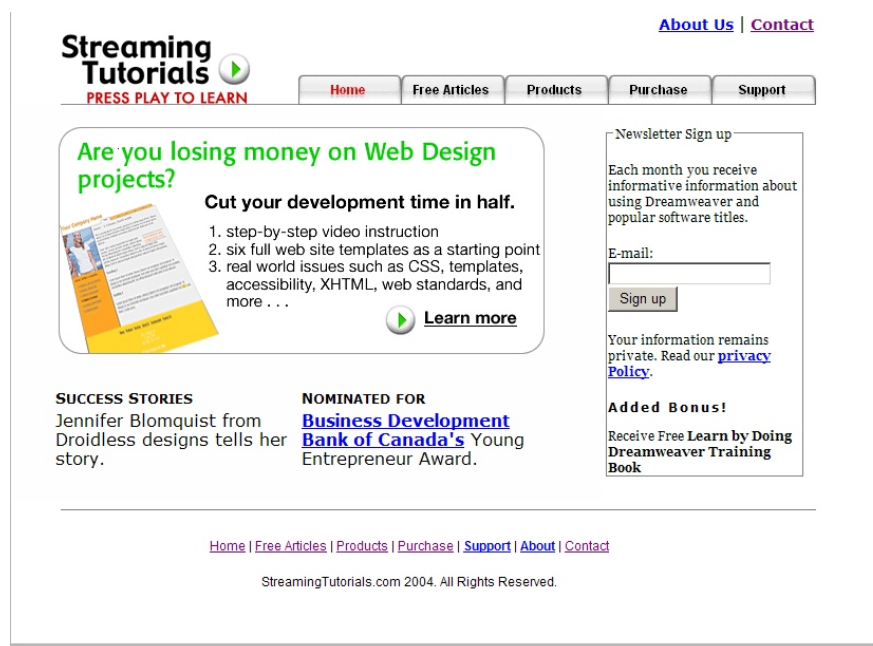 About Us | Contact
Streaming
Tutorials
PRESS PLAY TO LEARN
Home
Free Articles
Products
Purchase
Support
Are you losing money on Web Design
projects?
Cut your development time in half.
1. step-by-step video instruction
2. six full web site templates as a starting point
3. real world issues such as CSS, templates,
accessibility, XHTML, web standards, and
more . . .
Learn more
Newsletter Sign up
Each month you receive
informative information about
using Dreamweaver and
popular software titles.
E-mail:
Sign up
Your information remains
private. Read our privacy
Policy.
Added Bonus!
Receive Free Learn by Doing
Dreamweaver Training
Book
SUCCESS STORIES
Jennifer Blomquist from
Droidless designs tells her
story.
NOMINATED FOR
Business Development
Bank of Canada's Young
Entrepreneur Award.
Home | Free Articles | Products | Purchase | Support | About | Contact
StreamingTutorials.com 2004. All Rights Reserved.